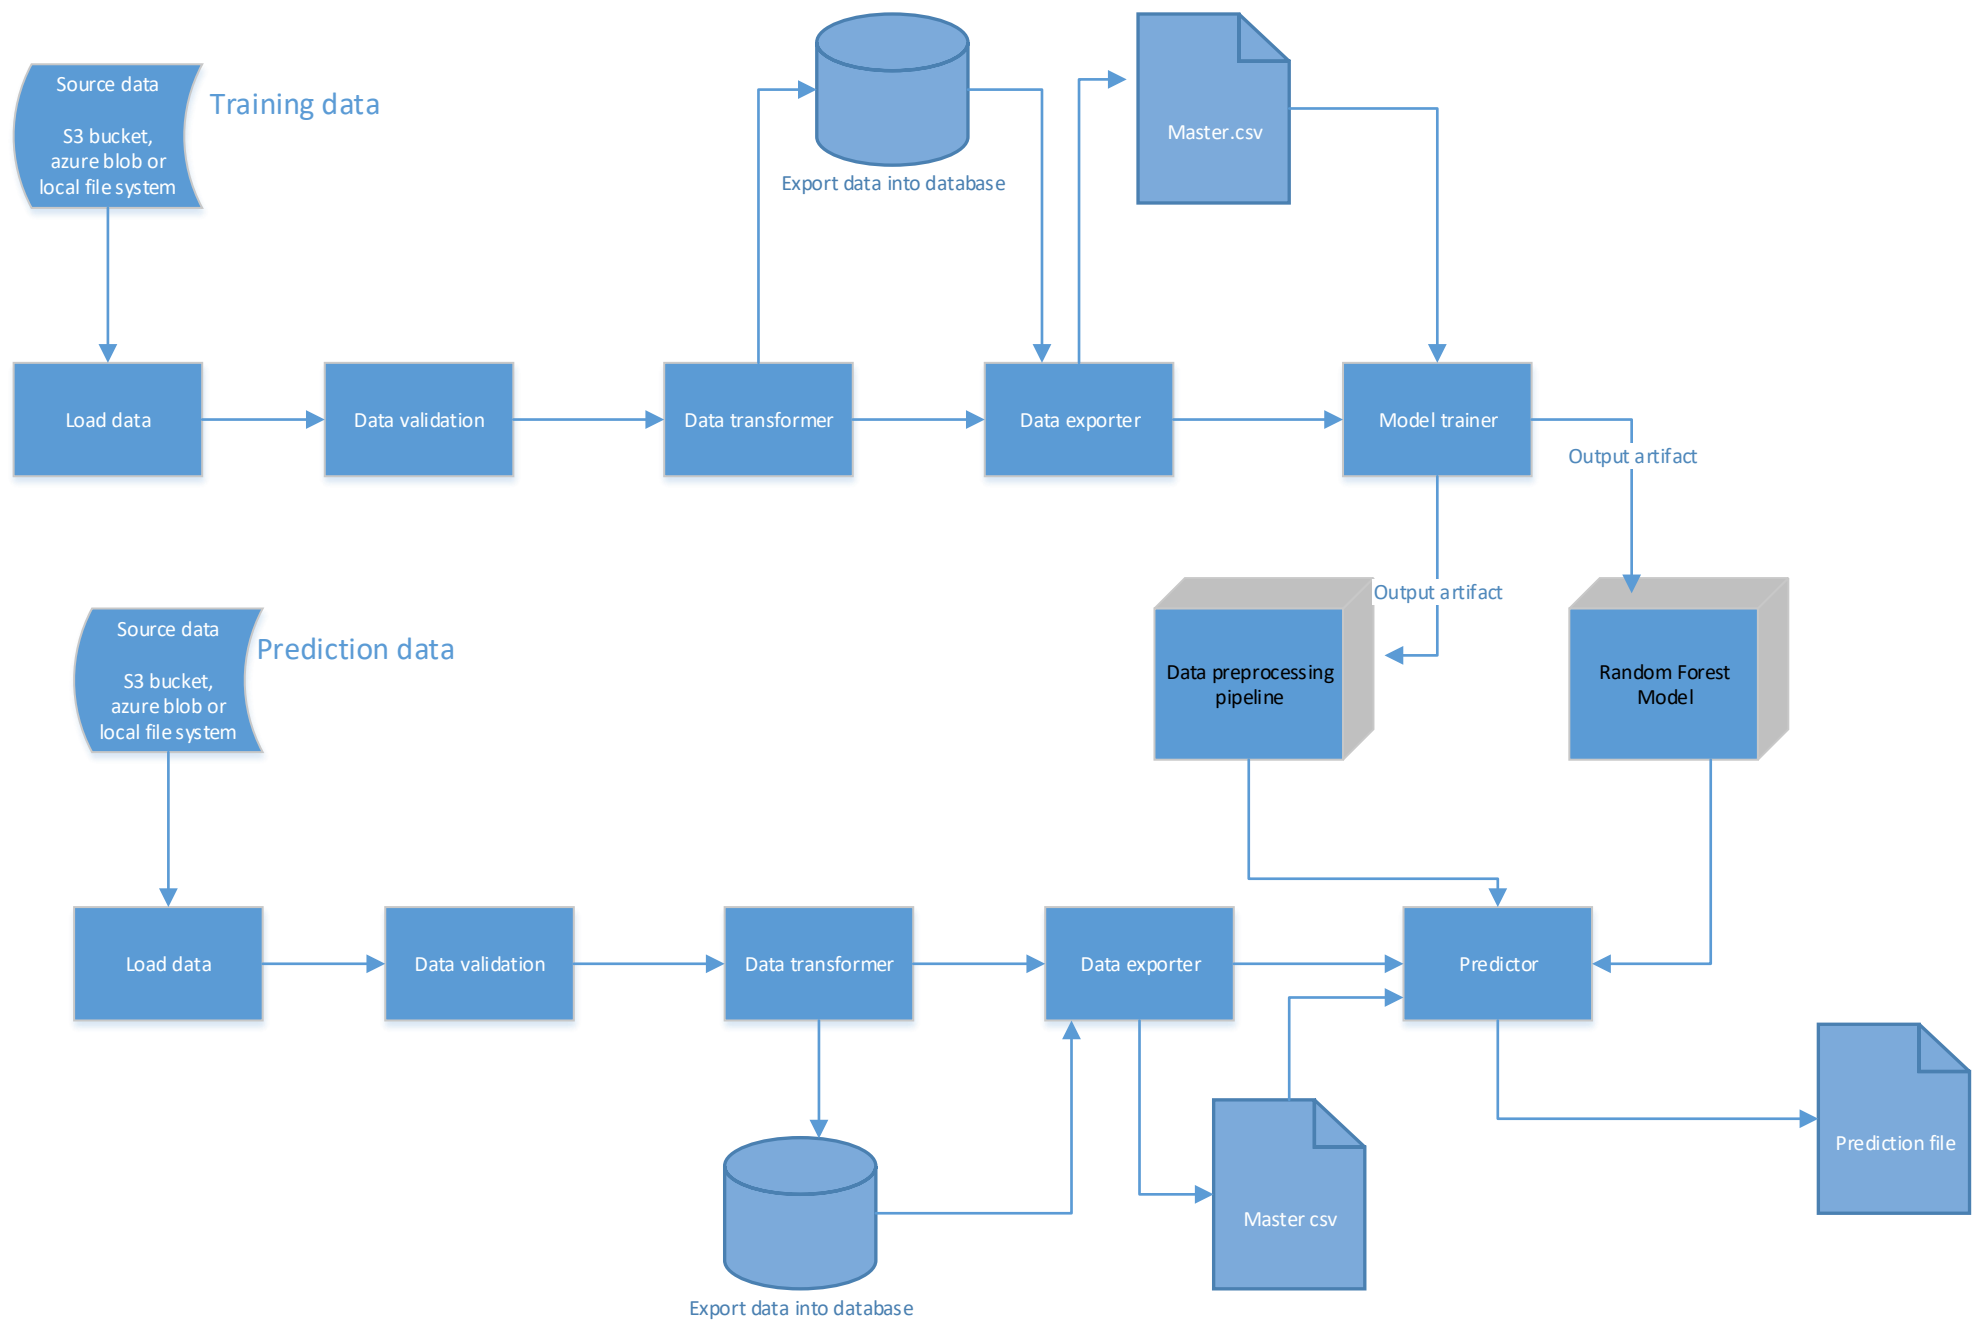 Source data
S3 bucket,
azure blob or
local file system
Training data
Export data into database
Master.csv
Load data
Data validation
Data transformer
Data exporter
Model trainer
Output artifact
Output artifact
Source data
S3 bucket,
azure blob or
local file system
Prediction data
Data preprocessing
pipeline
Random Forest
Model
Load data
Data validation
Data transformer
Data exporter
Predictor
Export data into database
Master csv
Prediction file